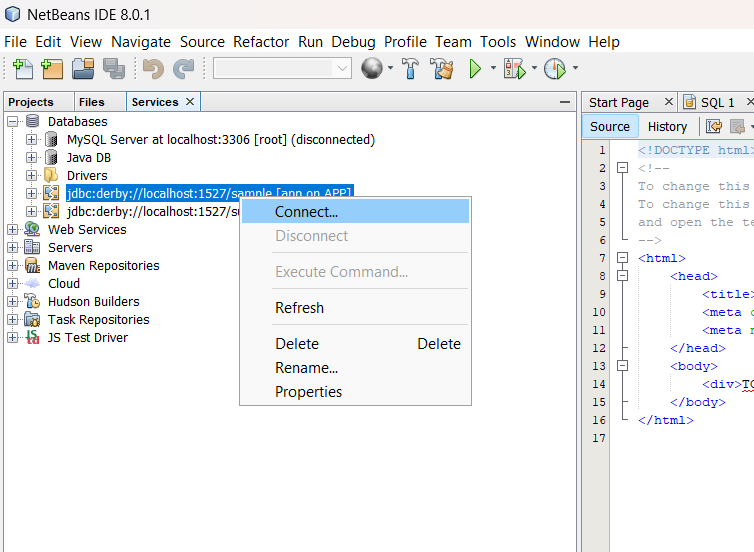 NetBeans IDE 8.0.1
File Edit View Navigate Source Refactor Run Debug Profile Team Tools Window Help
Projects Files Services
Databases
MySQL Server at localhost:3306 [root] (disconnected)
Java DB
Drivers
jdbc:derby://localhost:1527/sample [app on APP]
jdbc:derby://localhost:1527/
Web Services
Servers
Maven Repositories
Cloud
Hudson Builders
Task Repositories
JS Test Driver
Connect...
Disconnect
Execute Command...
Refresh
Delete Delete
Rename...
Properties
Start Page SQL 1
Source History
1 <!DOCTYPE html>
2 <!--
3 To change this
4 To change this
5 and open the te
6 -->
7 <html>
8 <head>
9 <title>
10 <meta c
11 <meta n
12 </head>
13 <body>
14 <div>TO
15 </body>
16 </html>
17